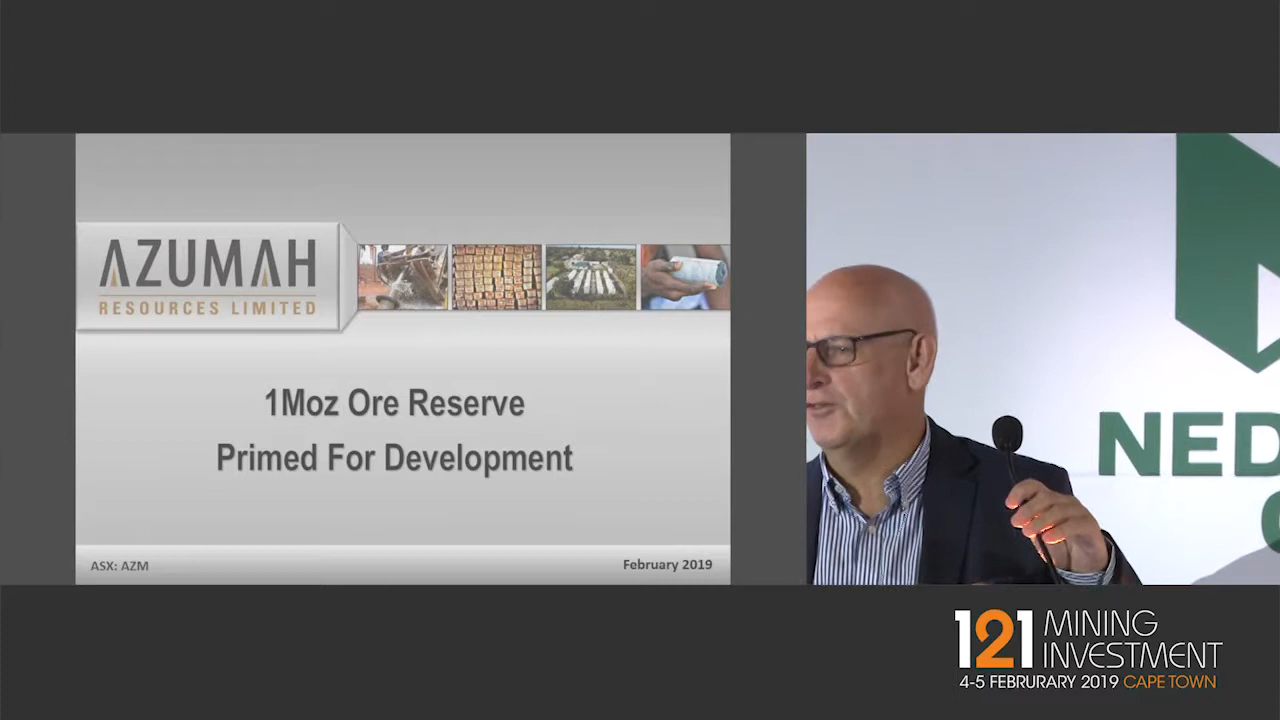 AZUMAH
RESOURCES LIMITED
1Moz Ore Reserve
Primed For Development
ASX: AZM
February 2019
NED
121 MINING
INVESTMENT
4-5 FEBRURARY 2019 CAPE TOWN